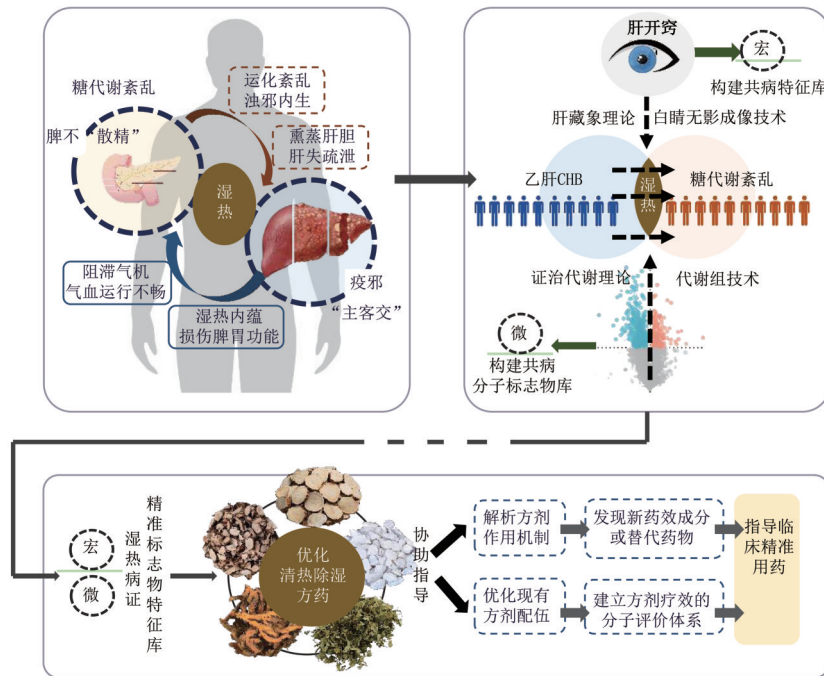 糖代谢紊乱
脾不“散精”
运化紊乱
浊邪内生
熏蒸肝胆
肝失疏泄
湿
热
阻滞气机
气血运行不畅
湿热内蕴
损伤脾胃功能
疫邪
“主客交”
肝开窍
宏
构建共病特征库
肝藏象理论
白睛无影成像技术
乙肝CHB
湿
热
糖代谢紊乱
证治代谢理论
代谢组技术
微
构建共病
分子标志物库
宏
微
湿热病证
精准标志物特征库
优化
清热除湿
方药
协助指导
解析方剂
作用机制
发现新药效成分
或替代药物
优化现有
方剂配伍
建立方剂疗效的
分子评价体系
指导临
床精准
用药